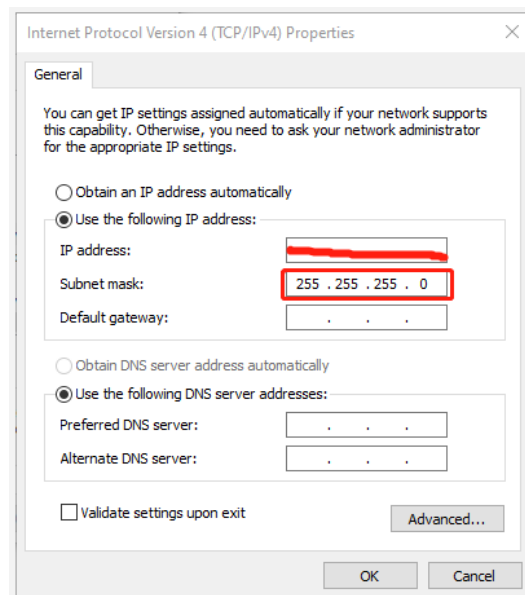 Internet Protocol Version 4 (TCP/IPv4) Properties
General
You can get IP settings assigned automatically if your network supports
this capability. Otherwise, you need to ask your network administrator
for the appropriate IP settings.
Obtain an IP address automatically
Use the following IP address:
IP address:
Subnet mask: 255 . 255 . 255 . 0
Default gateway: . . .
Obtain DNS server address automatically
Use the following DNS server addresses:
Preferred DNS server: . . .
Alternate DNS server: . . .
Validate settings upon exit
Advanced...
OK Cancel